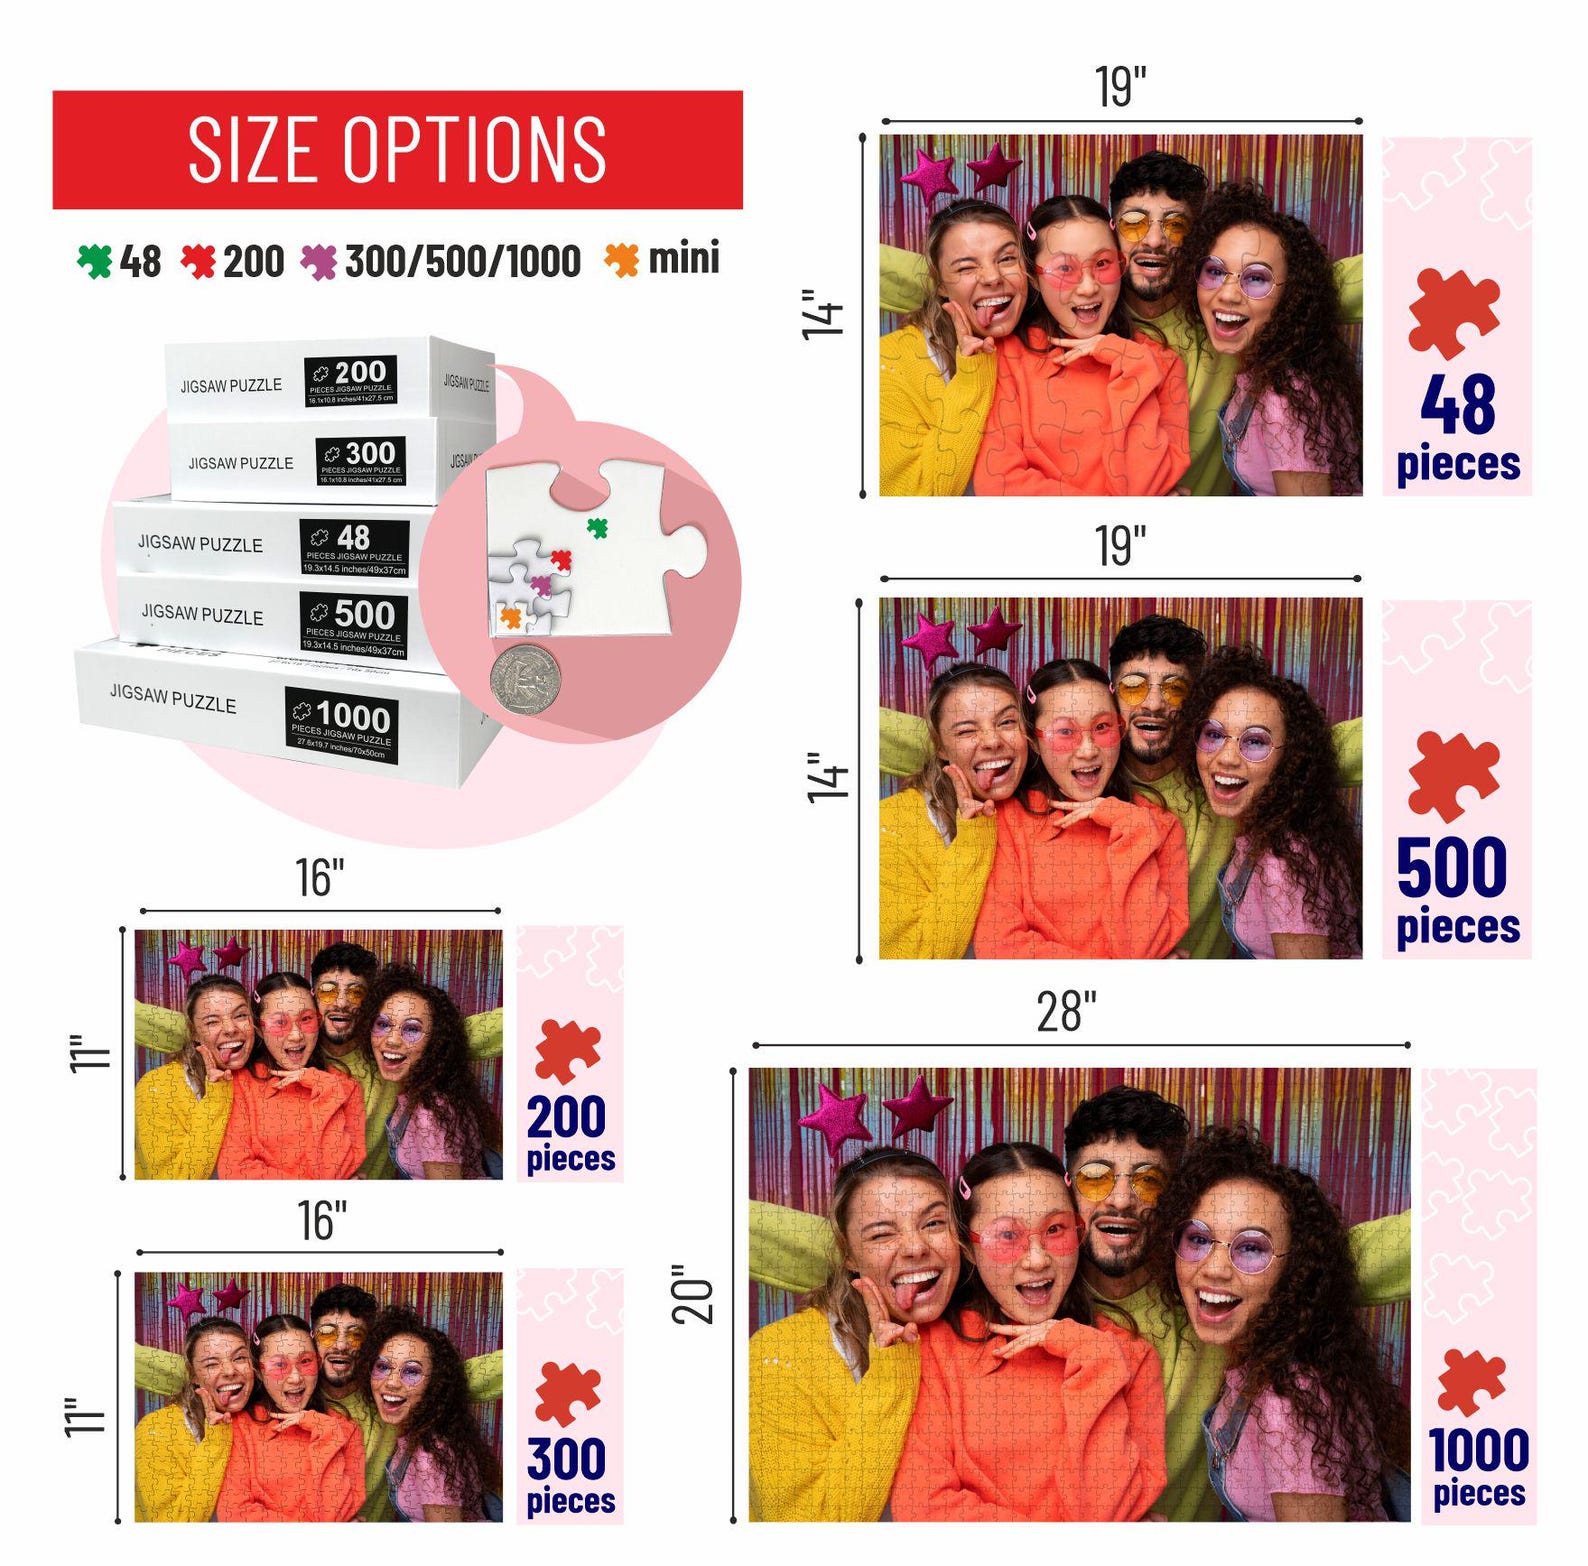 SIZE OPTIONS
48 200 300/500/1000 mini
JIGSAW PUZZLE
200
PIECES JIGSAW PUZZLE
16.1x10.8 inches/41x27.5 cm
JIGSAW PUZZLE
JIGSAW PUZZLE
300
PIECES JIGSAW PUZZLE
16.1x10.8 inches/41x27.5 cm
JIGSAW PUZZLE
48
PIECES JIGSAW PUZZLE
19.3x14.5 inches/49x37cm
JIGSAW PUZZLE
500
PIECES JIGSAW PUZZLE
19.3x14.5 inches/49x37cm
PIECES
JIGSAW PUZZLE
1000
PIECES JIGSAW PUZZLE
27.6x19.7 inches/70x50cm
19"
14"
48
pieces
19"
14"
500
pieces
16"
11"
200
pieces
16"
11"
300
pieces
28"
20"
1000
pieces